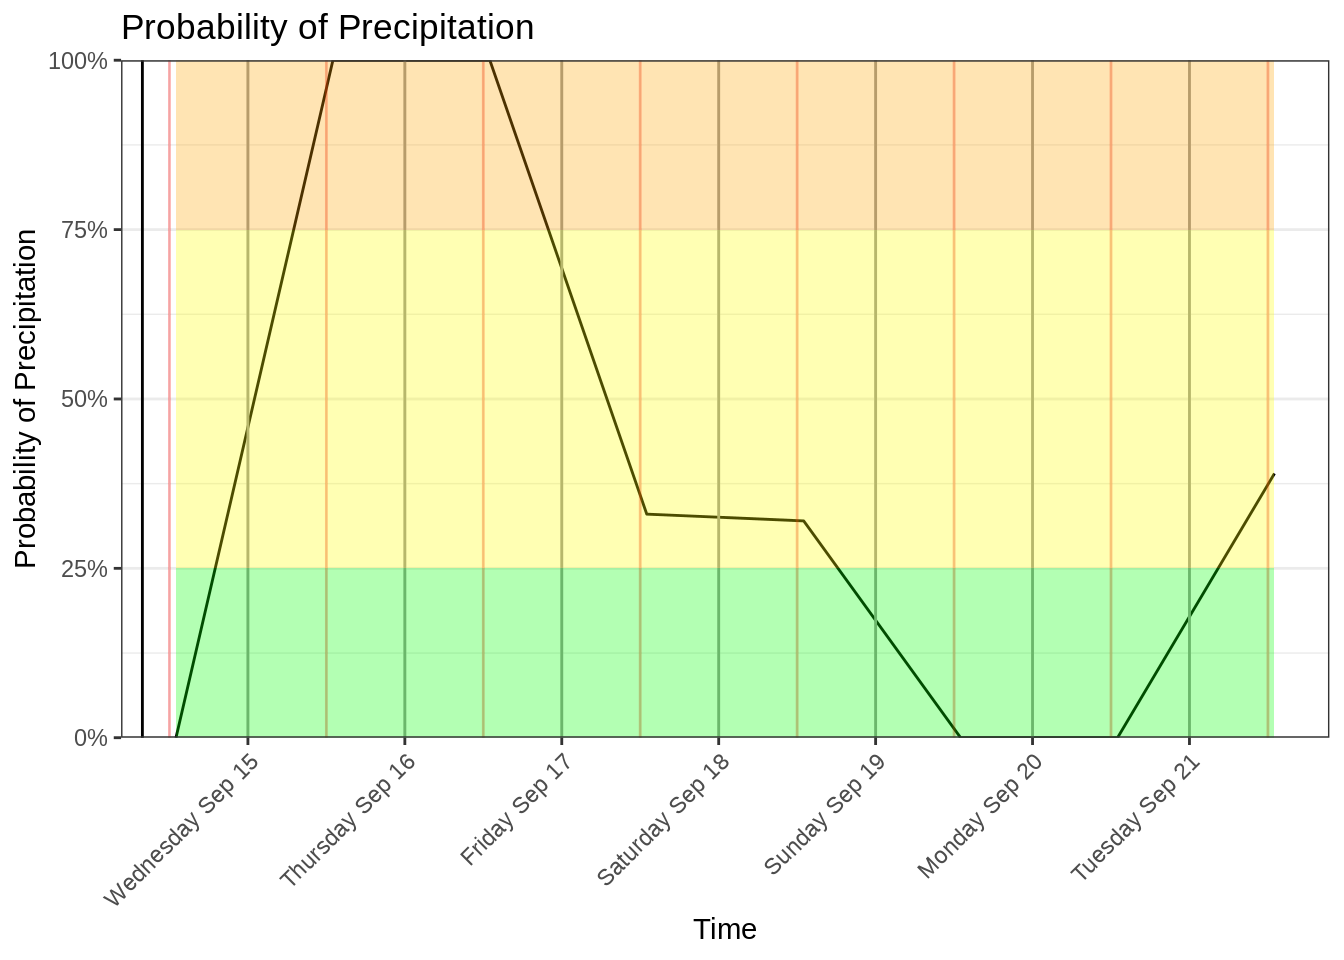 Probability of Precipitation
Probability of Precipitation
100%
75%
50%
25%
0%
Wednesday Sep 15
Thursday Sep 16
Friday Sep 17
Saturday Sep 18
Sunday Sep 19
Monday Sep 20
Tuesday Sep 21
Time